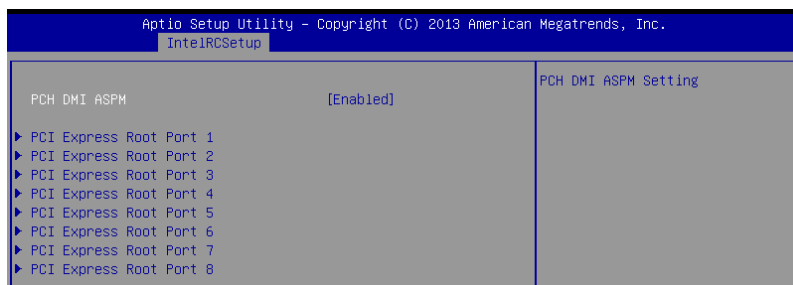 Aptio Setup Utility – Copyright (C) 2013 American Megatrends, Inc.
IntelRCSetup
PCH DMI ASPM [Enabled]
PCH DMI ASPM Setting
PCI Express Root Port 1
PCI Express Root Port 2
PCI Express Root Port 3
PCI Express Root Port 4
PCI Express Root Port 5
PCI Express Root Port 6
PCI Express Root Port 7
PCI Express Root Port 8